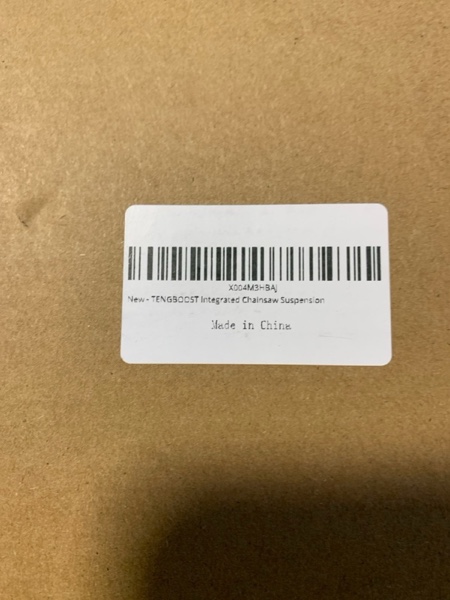 X004M3HBAJ
New - TENGBOOST Integrated Chainsaw Suspension
Made in China